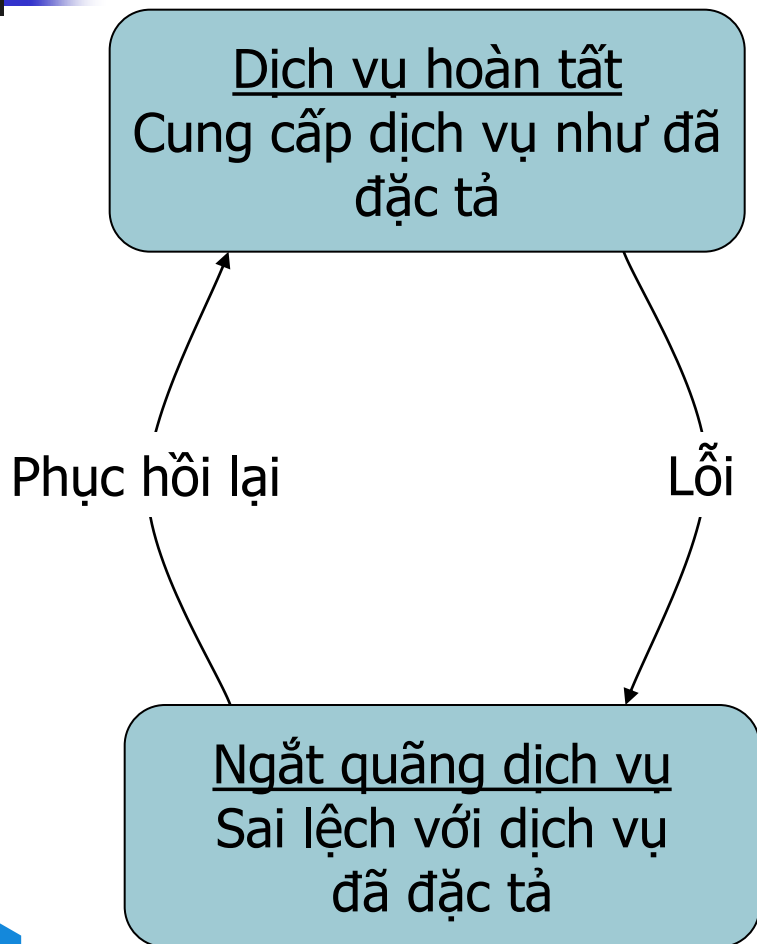 Dịch vụ hoàn tất
Cung cấp dịch vụ như đã
đặc tả
Phục hồi lại
Lỗi
Ngắt quãng dịch vụ
Sai lệch với dịch vụ
đã đặc tả